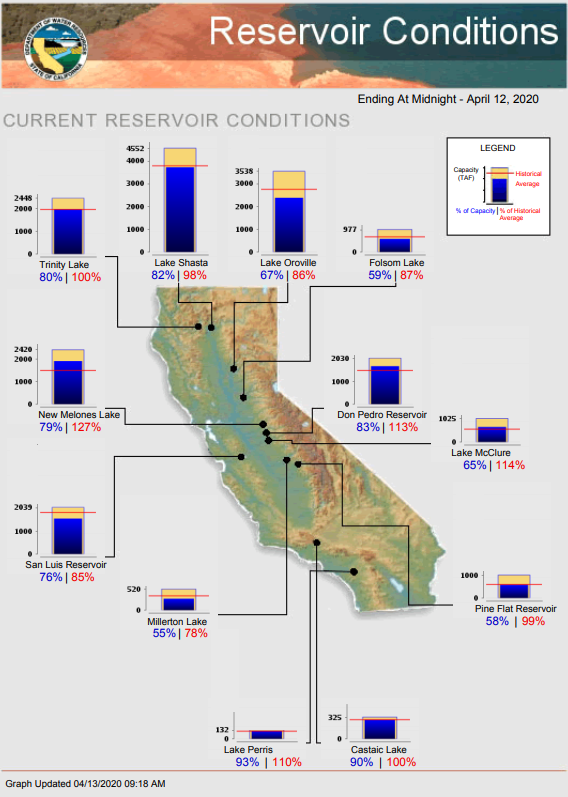 Reservoir Conditions
DEPARTMENT OF WATER RESOURCES
STATE OF CALIFORNIA
Ending At Midnight - April 12, 2020
CURRENT RESERVOIR CONDITIONS
LEGEND
Capacity
(TAF)
Historical
Average
% of Capacity | % of Historical
Average
2448
2000
1000
0
Trinity Lake
80% | 100%
4552
4000
3000
2000
1000
0
Lake Shasta
82% | 98%
3538
3000
2000
1000
0
Lake Oroville
67% | 86%
977
0
Folsom Lake
59% | 87%
2420
2000
1000
0
New Melones Lake
79% | 127%
2030
1000
0
Don Pedro Reservoir
83% | 113%
1025
0
Lake McClure
65% | 114%
2039
1000
0
San Luis Reservoir
76% | 85%
520
0
Millerton Lake
55% | 78%
1000
0
Pine Flat Reservoir
58% | 99%
132
0
Lake Perris
93% | 110%
325
0
Castaic Lake
90% | 100%
Graph Updated 04/13/2020 09:18 AM